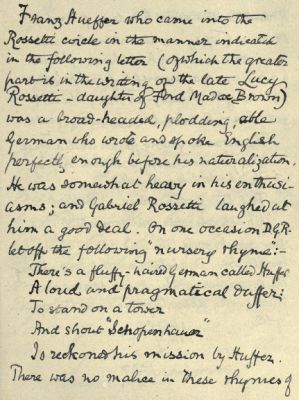 Franz Hueffer who came into the
Rossetti circle in the manner indicated
in the following letter (of which the greater
part is in the writing of the late Lucy
Rossetti - daughter of Ford Madox Brown)
was a broad-headed, plodding, able
German who wrote and spoke English
perfectly enough before his naturalization.
He was somewhat heavy in his enthusi-
asms; and Gabriel Rossetti laughed at
him a good deal. On one occasion D.G.R.
let off the following "nursery rhyme":-
There's a fluffy-haired German called Huffer
A loud and pragmatical duffer:
To stand on a tower
And shout "Schopenhauer"
Is reckoned his mission by Huffer.
There was no malice in these rhymes of